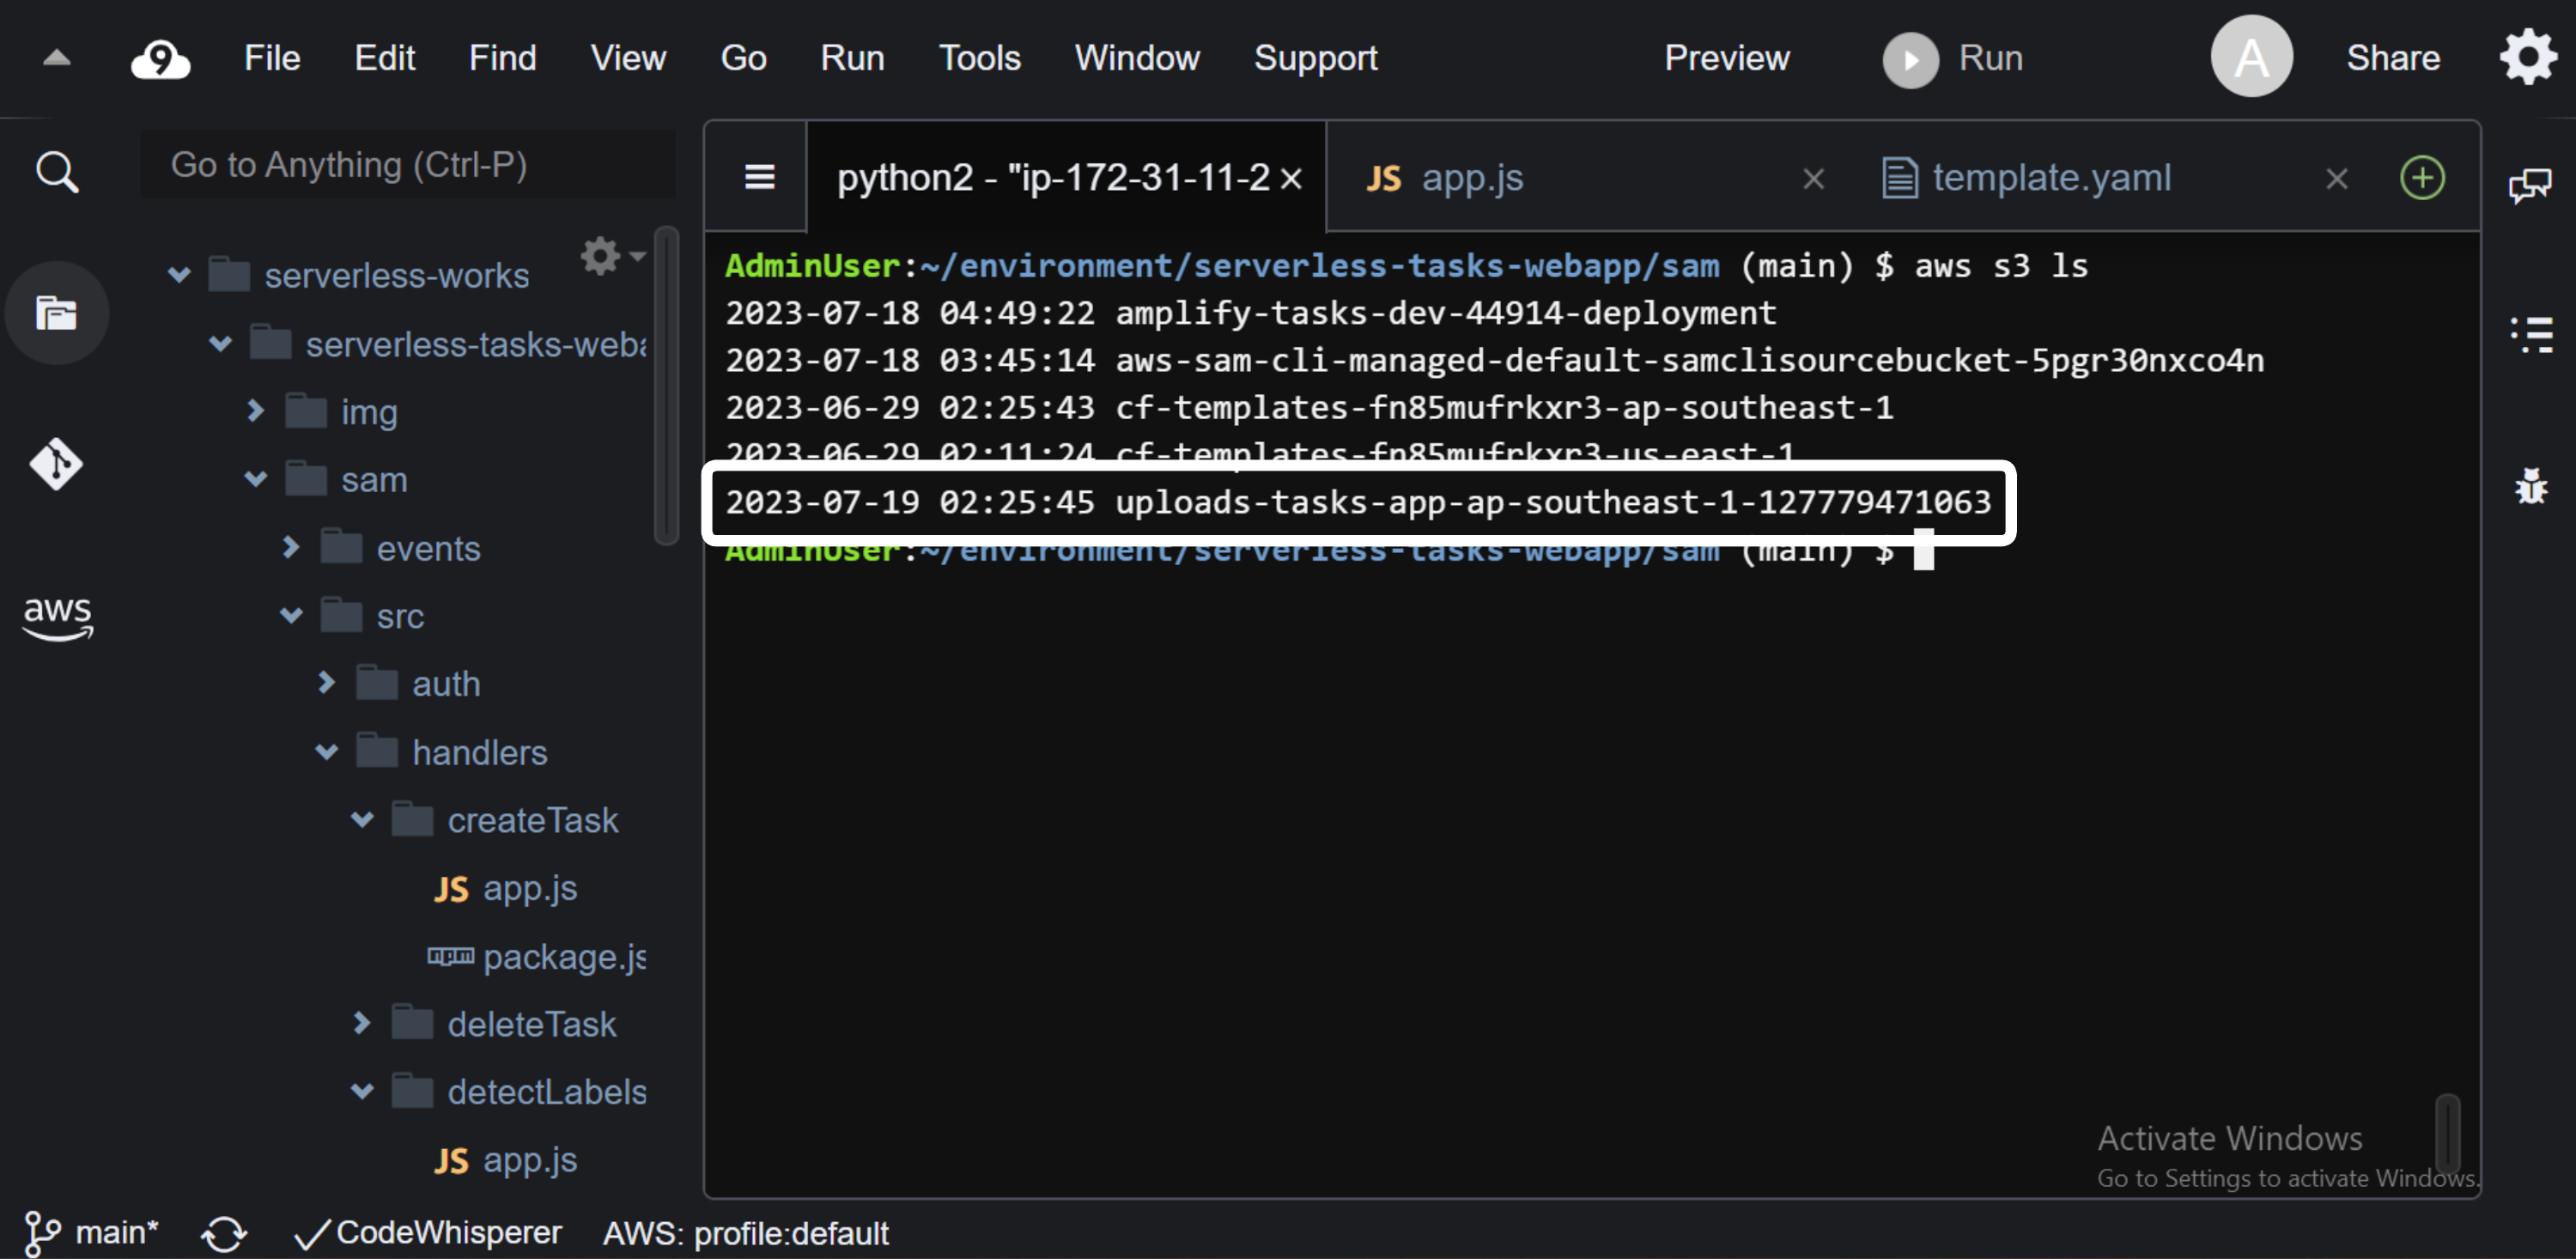 9 File Edit Find View Go Run Tools Window Support Preview Run A Share
Go to Anything (Ctrl-P)
python2 - "ip-172-31-11-2 × JS app.js × template.yaml ×
serverless-works
serverless-tasks-weba
img
sam
events
src
auth
handlers
createTask
JS app.js
npm package.js
deleteTask
detectLabels
JS app.js
aws
AdminUser:~/environment/serverless-tasks-webapp/sam (main) $ aws s3 ls
2023-07-18 04:49:22 amplify-tasks-dev-44914-deployment
2023-07-18 03:45:14 aws-sam-cli-managed-default-samclisourcebucket-5pgr30nxco4n
2023-06-29 02:25:43 cf-templates-fn85mufrkxr3-ap-southeast-1
2023-06-29 02:11:24 cf-templates-fn85mufrkxr3-us-east-1
2023-07-19 02:25:45 uploads-tasks-app-ap-southeast-1-127779471063
AdminUser:~/environment/serverless-tasks-webapp/sam (main) $
Activate Windows
Go to Settings to activate Windows.
main* CodeWhisperer AWS: profile:default